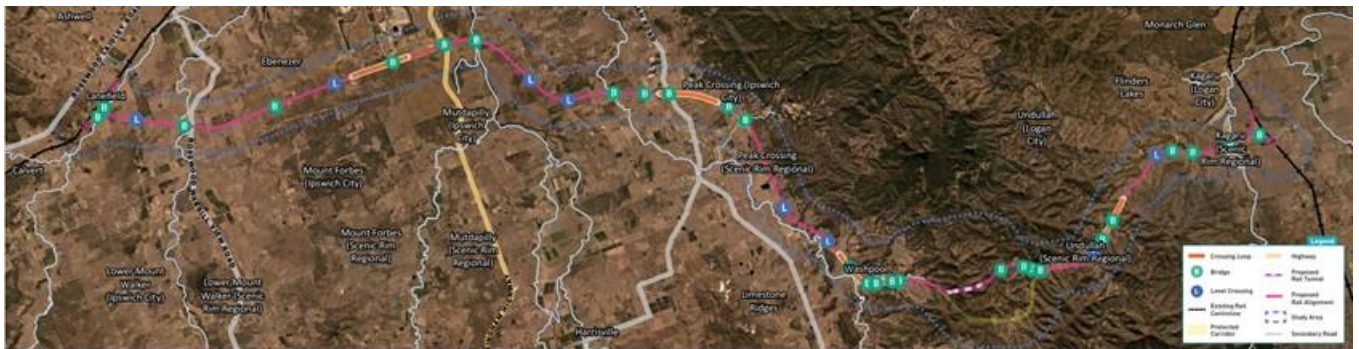 Ashwell
Lanefield
Calvert
Ebenezer
Lower Mount
Walker
(Ipswich City)
Lower Mount
Walker (Scenic
Rim Regional)
Mount Forbes
(Ipswich City)
Mount Forbes
(Scenic Rim
Regional)
Mutdapilly
(Ipswich
City)
Mutdapilly
(Scenic Rim
Regional)
Harrisville
Peak Crossing (Ipswich
City)
Peak Crossing
(Scenic Rim Regional)
Limestone
Ridges
Washpool
Undullah
(Logan
City)
Undullah
(Scenic Rim Regional)
Flinders
Lakes
Monarch Glen
Kagaru
(Logan
City)
Kagaru
(Scenic
Rim Regional)
B
B
L
B
B
L
B
B
B
L
L
B
B
B
B
B
L
L
B
B
B
B
B
B
L
B
B
B
Legend
Crossing Loop
B Bridge
L Level Crossing
Existing Rail
Centreline
Protected
Corridor
Highway
Proposed
Rail Tunnel
Proposed
Rail Alignment
Study Area
Secondary Road